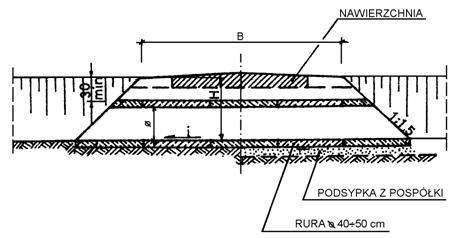 NAWIERZCHNIA
B
30
min
H
ø
i
1:1,5
PODSYPKA Z POSPÓŁKI
RURA ø 40÷50 cm